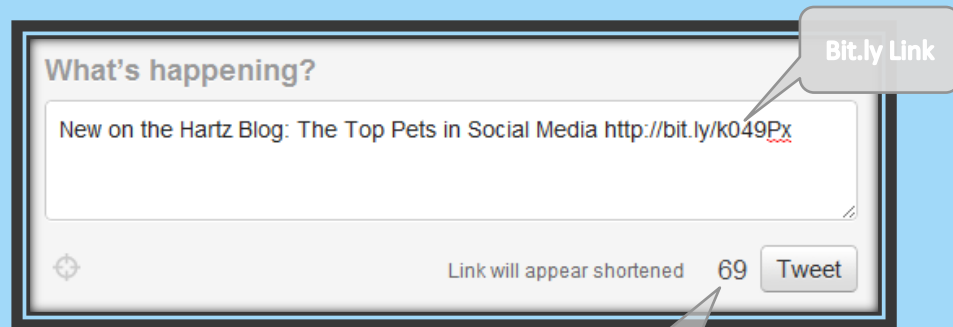 Bit.ly Link
What's happening?
New on the Hartz Blog: The Top Pets in Social Media http://bit.ly/k049Px
Link will appear shortened 69 Tweet